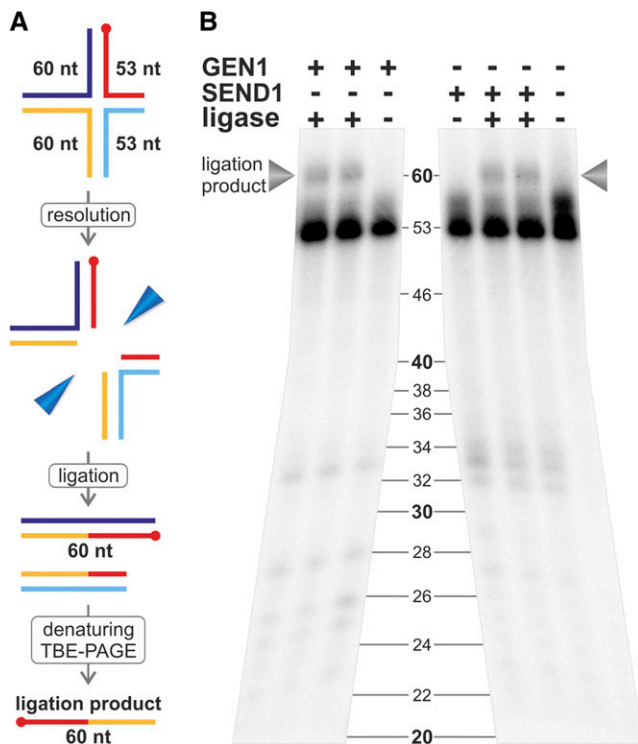 A
60 nt 53 nt
60 nt 53 nt
resolution
ligation
60 nt
denaturing
TBE-PAGE
ligation product
60 nt
B
GEN1 + + + - - - -
SEND1 - - - + + + -
ligase + + - - + + -
ligation
product
60
53
46
40
38
36
34
32
30
28
26
24
22
20